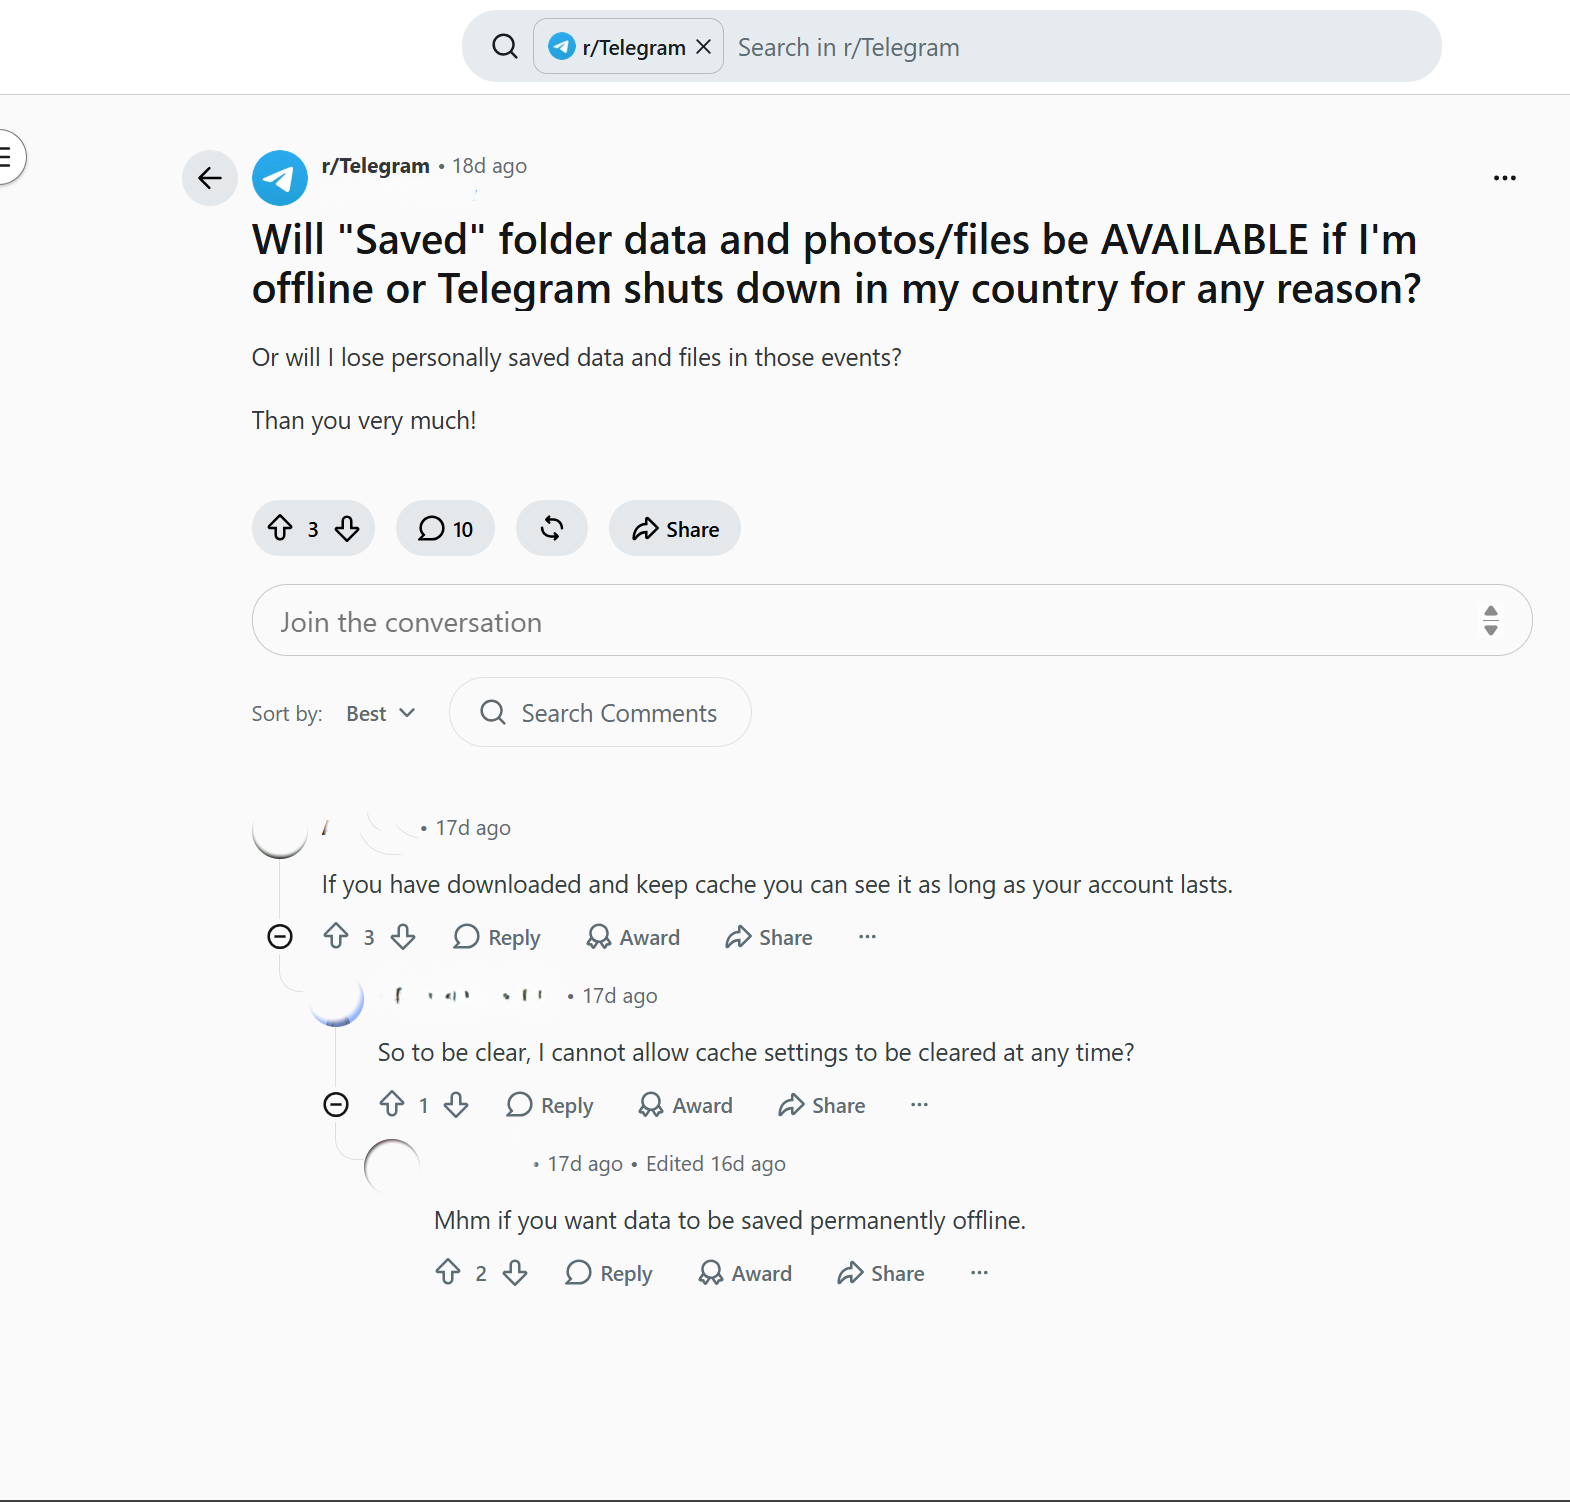 r/Telegram
Search in r/Telegram
r/Telegram • 18d ago
Will "Saved" folder data and photos/files be AVAILABLE if I'm
offline or Telegram shuts down in my country for any reason?
Or will I lose personally saved data and files in those events?
Than you very much!
3
10
Share
Join the conversation
Sort by: Best
Search Comments
• 17d ago
If you have downloaded and keep cache you can see it as long as your account lasts.
3 Reply Award Share
• 17d ago
So to be clear, I cannot allow cache settings to be cleared at any time?
1 Reply Award Share
• 17d ago • Edited 16d ago
Mhm if you want data to be saved permanently offline.
2 Reply Award Share